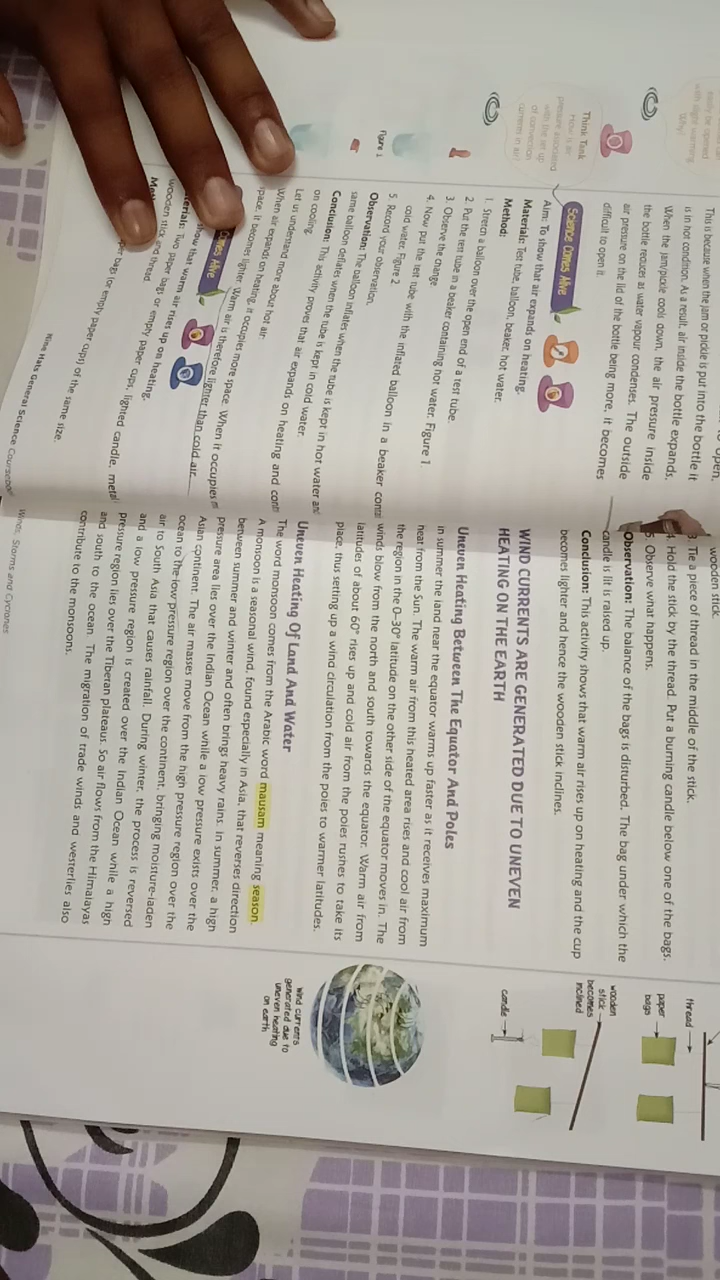 This is because when the jam or pickle is put into the bottle it
is in hot condition. As a result, air inside the bottle expands.
When the jam/pickle cools down, the air pressure inside
the bottle reduces as water vapour condenses. The outside
air pressure on the lid of the bottle being more, it becomes
difficult to open it.
Think Tank
How is air
pressure associated
with the set up
of convection
currents in air?
Science Comes Alive
Aim: To show that air expands on heating.
Materials: Test tube, balloon, beaker, hot water.
Method:
1. Stretch a balloon over the open end of a test tube.
2. Put the test tube in a beaker containing hot water. Figure 1
3. Observe the change.
4. Now put the test tube with the inflated balloon in a beaker
cold water. Figure 2
5. Record your observation.
Observation: The balloon inflates when the tube is kept in hot water
same balloon deflates when the tube is kept in cold water.
Conclusion: This activity proves that air expands on heating and
on cooling.
Figure 1
Let us understand more about hot air.
When air expands on heating, it occupies more space. When it occupies
space, it becomes lighter. Warm air is therefore lighter than cold air.
Alive
show that warm air rises up on heating.
two paper bags or empty paper cups, lighted candle,
wooden stick and thread.
bags (or empty paper cups) of the same size.
Nine Hats General Science Coursebook
wooden stick.
3. Tie a piece of thread in the middle of the stick.
4. Hold the stick by the thread. Put a burning candle below one of the bags.
5. Observe what happens.
Observation: The balance of the bags is disturbed. The bag under which the
candle is lit is raised up.
Conclusion: This activity shows that warm air rises up on heating and the cup
becomes lighter and hence the wooden stick inclines.
thread
paper
bags
wooden
stick
becomes
inclined
candle
WIND CURRENTS ARE GENERATED DUE TO UNEVEN
HEATING ON THE EARTH
Uneven Heating Between The Equator And Poles
In summer the land near the equator warms up faster as it receives maximum
heat from the Sun. The warm air from this heated area rises and cool air from
the region in the 0–30° latitude on the other side of the equator moves in. The
winds blow from the north and south towards the equator. Warm air from
latitudes of about 60° rises up and cold air from the poles rushes to take its
place, thus setting up a wind circulation from the poles to warmer latitudes.
Uneven Heating Of Land And Water
The word monsoon comes from the Arabic word mausam meaning season.
A monsoon is a seasonal wind, found especially in Asia, that reverses direction
between summer and winter and often brings heavy rains. In summer, a high
pressure area lies over the Indian Ocean while a low pressure exists over the
Asian continent. The air masses move from the high pressure region over the
ocean to the low pressure region over the continent, bringing moisture-laden
air to South Asia that causes rainfall. During winter, the process is reversed
and a low pressure region is created over the Indian Ocean while a high
pressure region lies over the Tibetan plateaus. So air flows from the Himalayas
and south to the ocean. The migration of trade winds and westerlies also
contribute to the monsoons.
Wind currents
generated due to
uneven heating
on earth
Winds, Storms and Cyclones